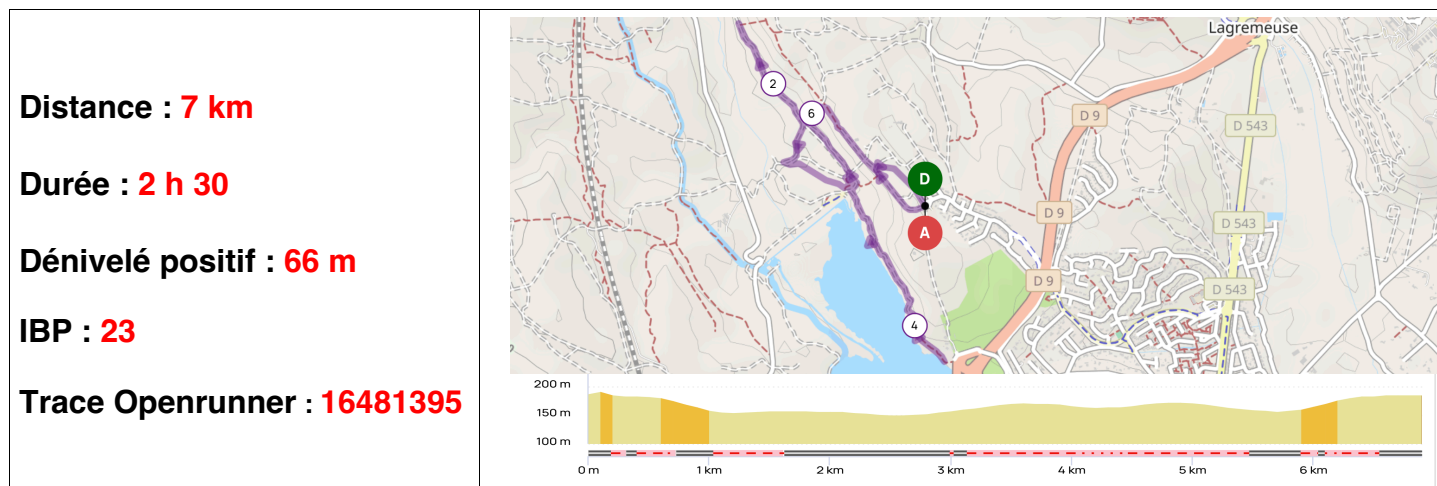 Distance : 7 km
Durée : 2 h 30
Dénivelé positif : 66 m
IBP : 23
Trace Openrunner : 16481395
Lagremeuse
2
D 9
6
D 543
D
D 9
D 543
A
D 9
D 543
4
200 m
150 m
100 m
0 m
1 km
2 km
3 km
4 km
5 km
6 km